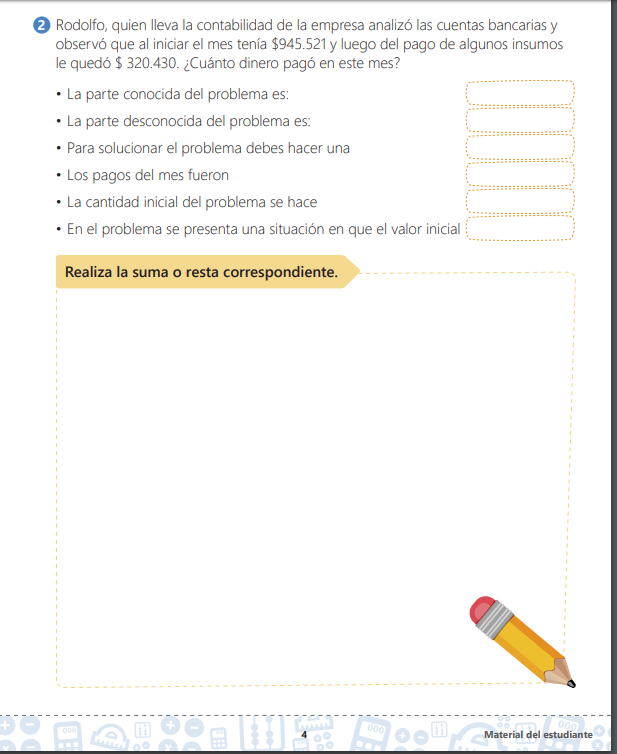 2 Rodolfo, quien lleva la contabilidad de la empresa analizó las cuentas bancarias y
observó que al iniciar el mes tenía $945.521 y luego del pago de algunos insumos
le quedó $ 320.430. ¿Cuánto dinero pagó en este mes?
• La parte conocida del problema es:
• La parte desconocida del problema es:
• Para solucionar el problema debes hacer una
• Los pagos del mes fueron
• La cantidad inicial del problema se hace
• En el problema se presenta una situación en que el valor inicial
Realiza la suma o resta correspondiente.
4
Material del estudiante